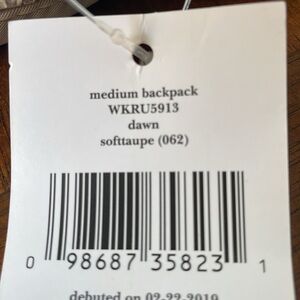 medium backpack
WKRU5913
dawn
softtaupe (062)
0 98687 35823 1
debuted on 02-22-2019